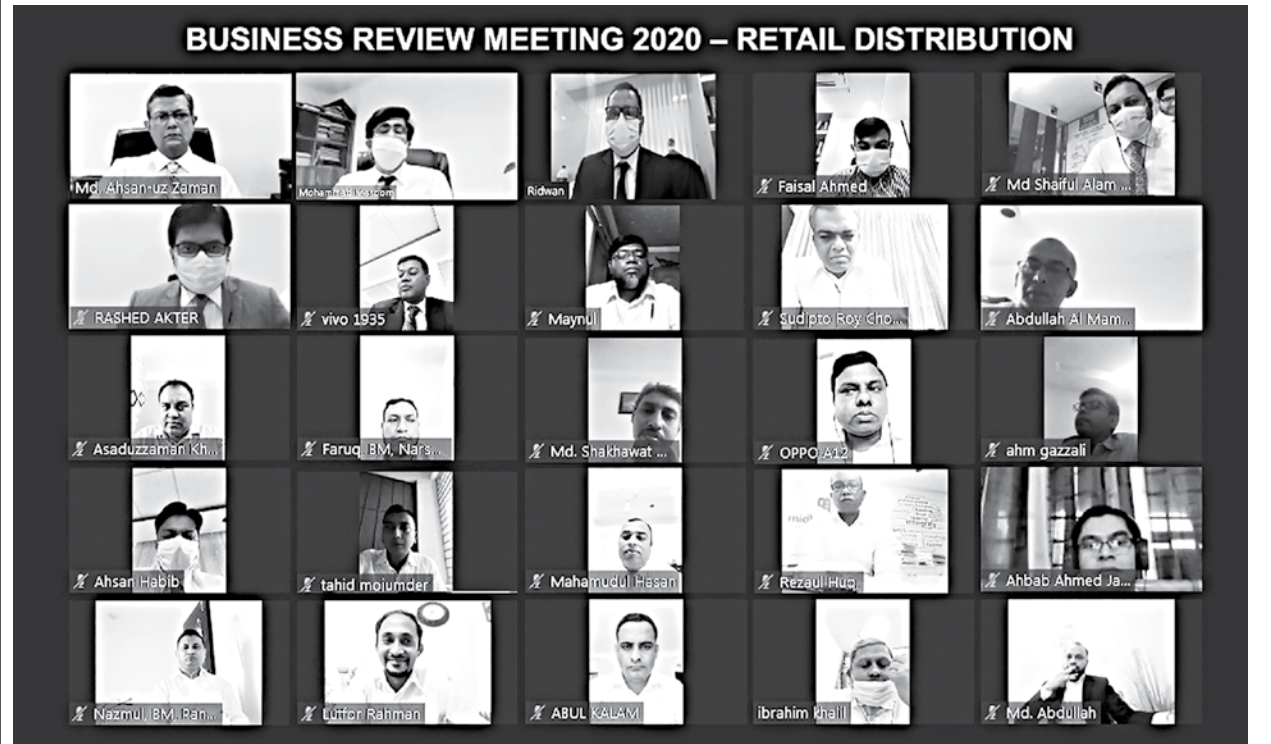 BUSINESS REVIEW MEETING 2020 – RETAIL DISTRIBUTION
Md. Ahsan-uz Zaman
Ridwan
Faisal Ahmed
Md Shaiful Alam ...
RASHED AKTER
vivo 1935
Maynul
Sudipto Roy Cho...
Abdullah Al Mam...
Asaduzzaman Kh...
Faruq, BM, Nars...
Md. Shakhawat ...
OPPO A12
ahm gazzali
Ahsan Habib
tahid mojumder
Mahamudul Hasan
Rezaul Huq
Ahbab Ahmed Ja...
Nazmul, BM, Pan...
Lutfor Rahman
ABUL KALAM
ibrahim khalil
Md. Abdullah